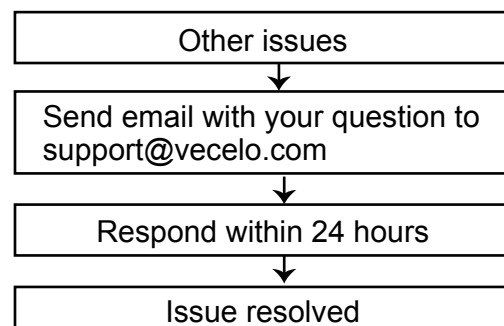 Other issues
Send email with your question to
support@vecelo.com
Respond within 24 hours
Issue resolved